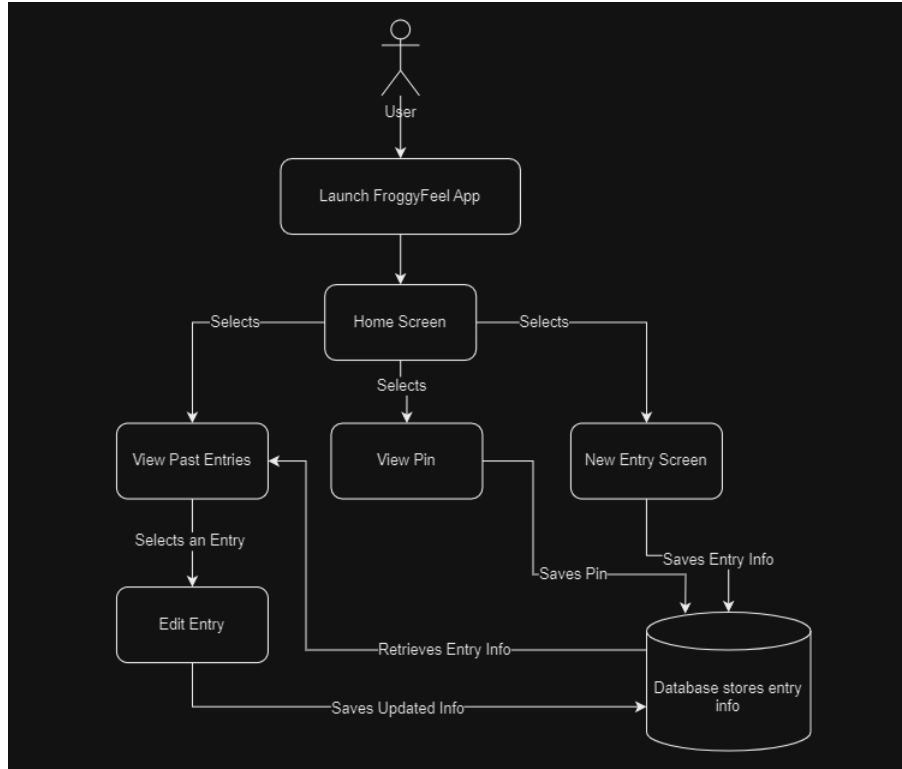 User
Launch FroggyFeel App
Selects
Home Screen
Selects
Selects
View Past Entries
View Pin
New Entry Screen
Selects an Entry
Saves Entry Info
Saves Pin
Edit Entry
Retrieves Entry Info
Database stores entry
info
Saves Updated Info